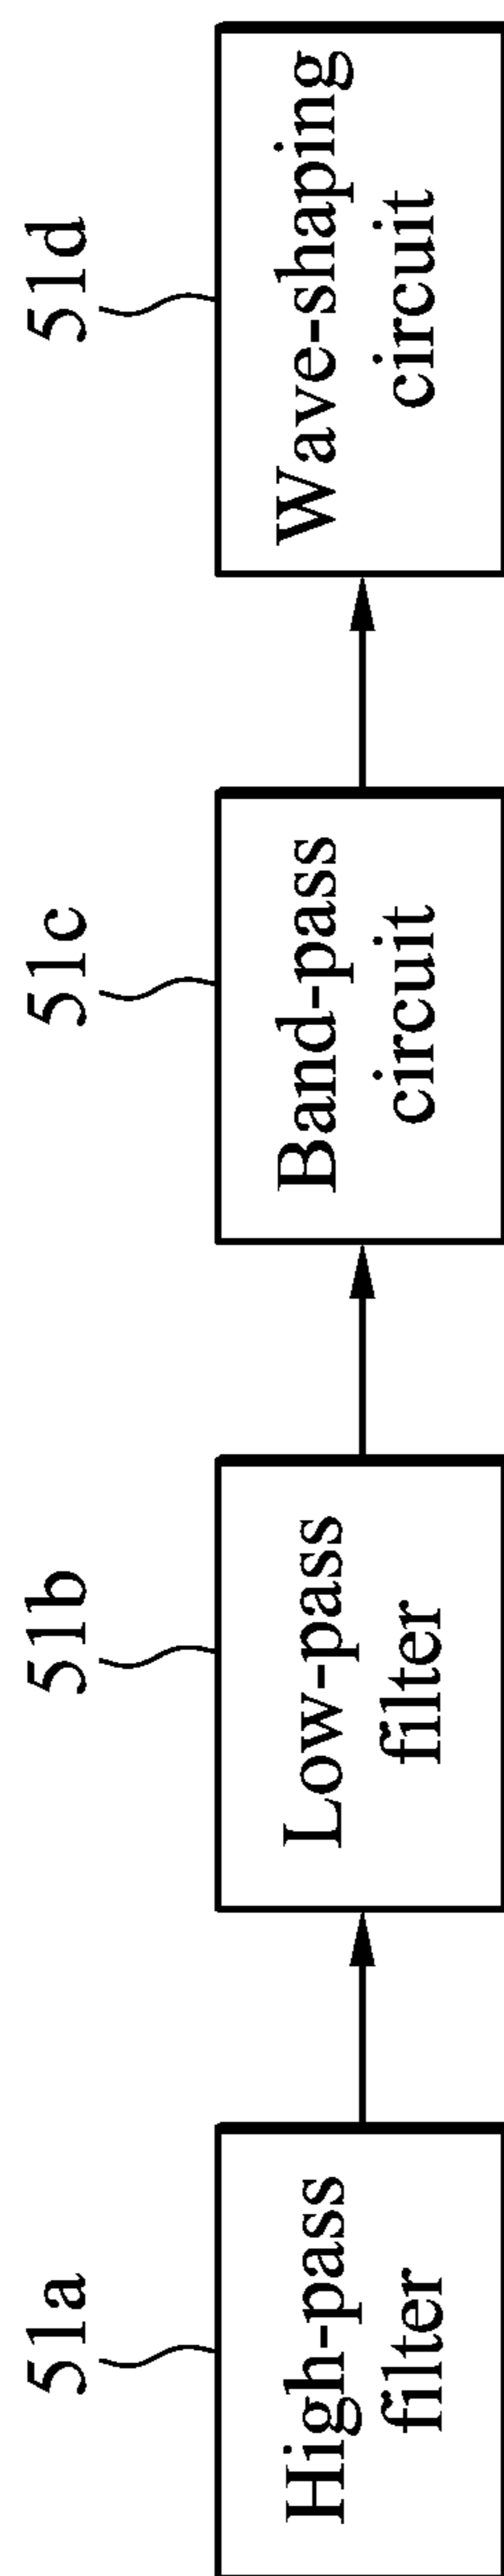 51a
High-pass
filter
51b
Low-pass
filter
51c
Band-pass
circuit
51d
Wave-shaping
circuit